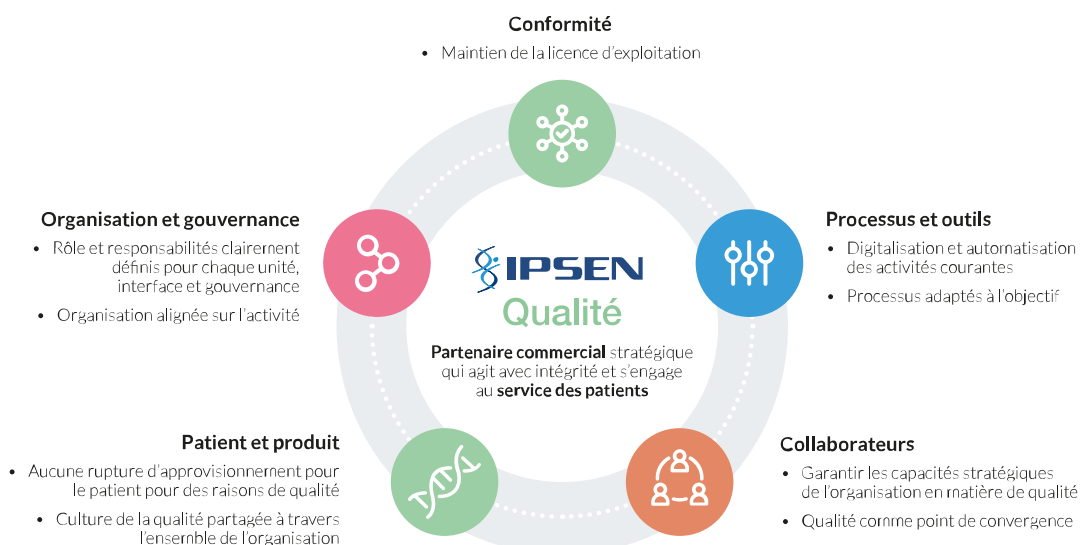 Conformité
• Maintien de la licence d'exploitation
Organisation et gouvernance
• Rôle et responsabilités clairement
définis pour chaque unité,
interface et gouvernance
• Organisation alignée sur l'activité
Processus et outils
• Digitalisation et automatisation
des activités courantes
• Processus adaptés à l'objectif
IPSEN
Qualité
Partenaire commercial stratégique
qui agit avec intégrité et s'engage
au service des patients
Patient et produit
• Aucune rupture d'approvisionnement pour
le patient pour des raisons de qualité
• Culture de la qualité partagée à travers
l'ensemble de l'organisation
Collaborateurs
• Garantir les capacités stratégiques
de l'organisation en matière de qualité
• Qualité comme point de convergence